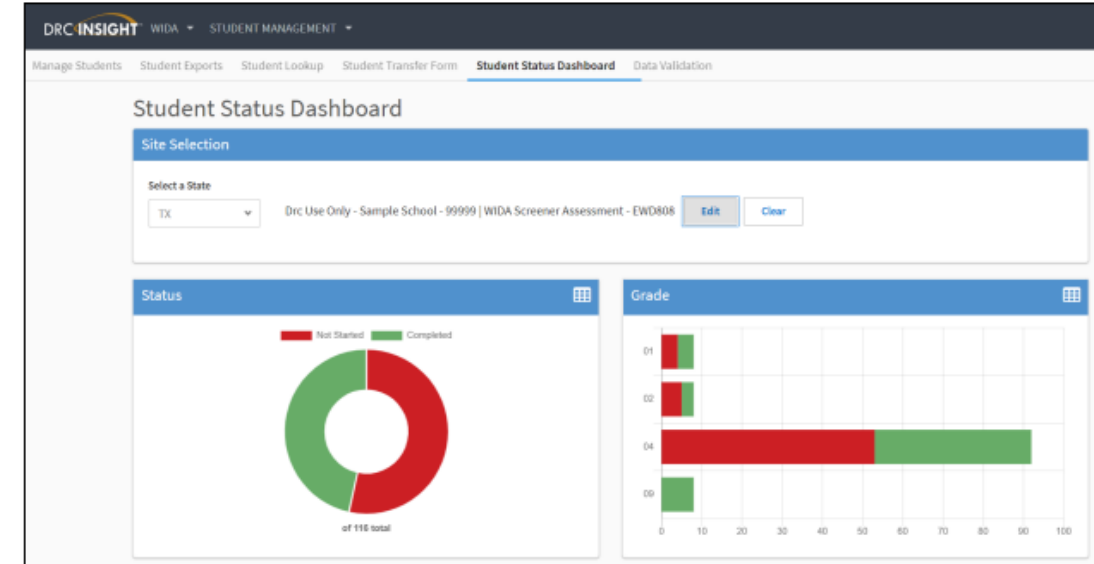 DRC INSIGHT WIDA STUDENT MANAGEMENT
Manage Students Student Exports Student Lookup Student Transfer Form Student Status Dashboard Data Validation
Student Status Dashboard
Site Selection
Select a State
TX Drc Use Only - Sample School - 99999 | WIDA Screener Assessment - EWD808 Edit Clear
Status
Not Started Completed
of 116 total
Grade
01
02
04
09
0 10 20 30 40 50 60 70 80 90 100